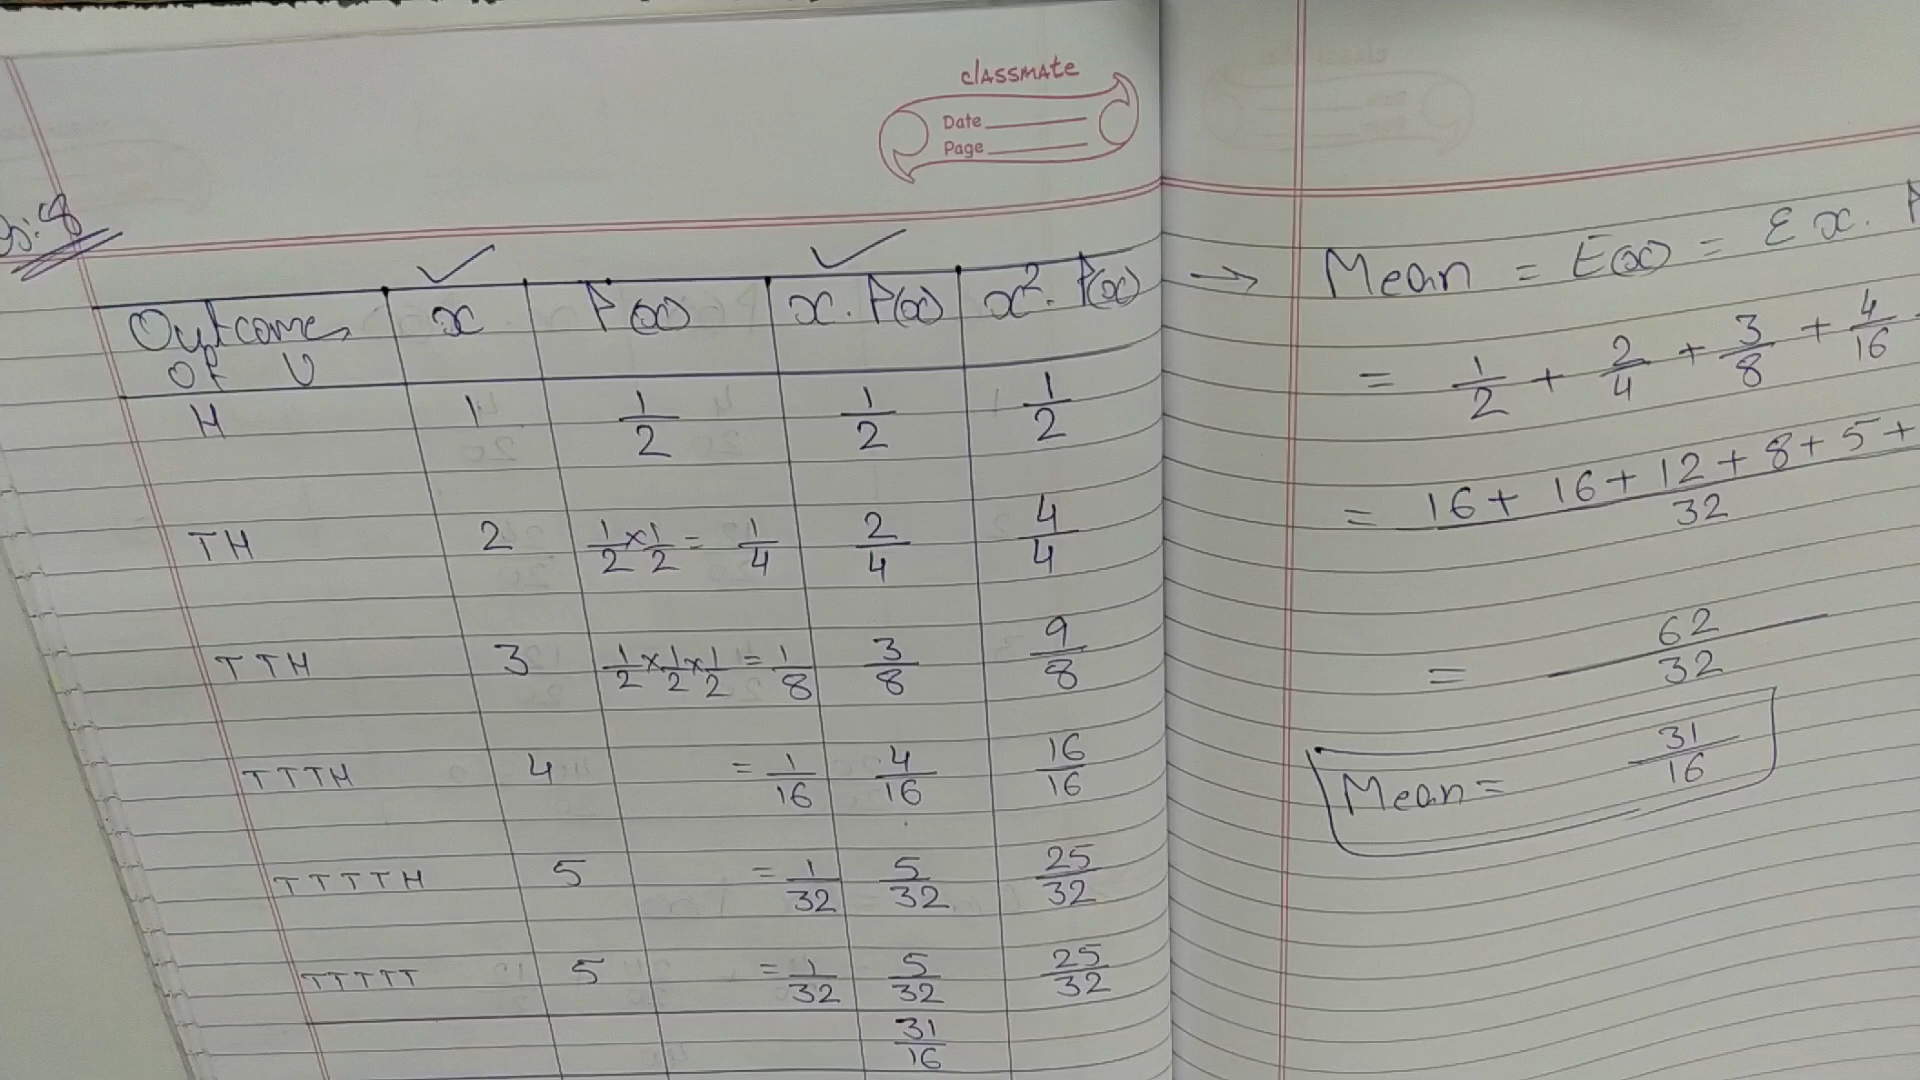 classmate
Date
Page
:8
Outcome of U | x | P(x) | x.P(x) | x². P(x)
H | 1 | 1/2 | 1/2 | 1/2
TH | 2 | 1/2 × 1/2 = 1/4 | 2/4 | 4/4
TTH | 3 | 1/2 × 1/2 × 1/2 = 1/8 | 3/8 | 9/8
TTTH | 4 | = 1/16 | 4/16 | 16/16
TTTTH | 5 | = 1/32 | 5/32 | 25/32
TTTTT | 5 | = 1/32 | 5/32 | 25/32
31/16
→ Mean = E(x) = Σ x. P
= 1/2 + 2/4 + 3/8 + 4/16 +
= 16 + 16 + 12 + 8 + 5 + / 32
= 62/32
Mean = 31/16